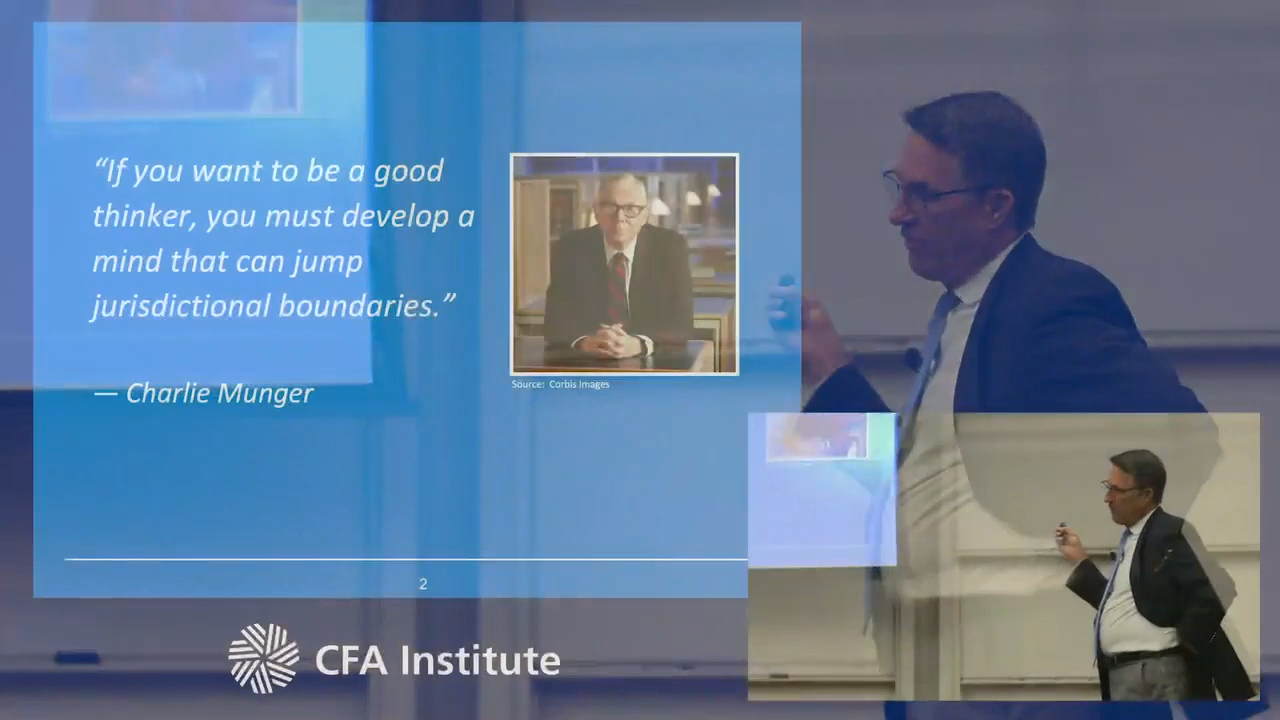 “If you want to be a good
thinker, you must develop a
mind that can jump
jurisdictional boundaries.”
— Charlie Munger
Source: Corbis Images
2
CFA Institute